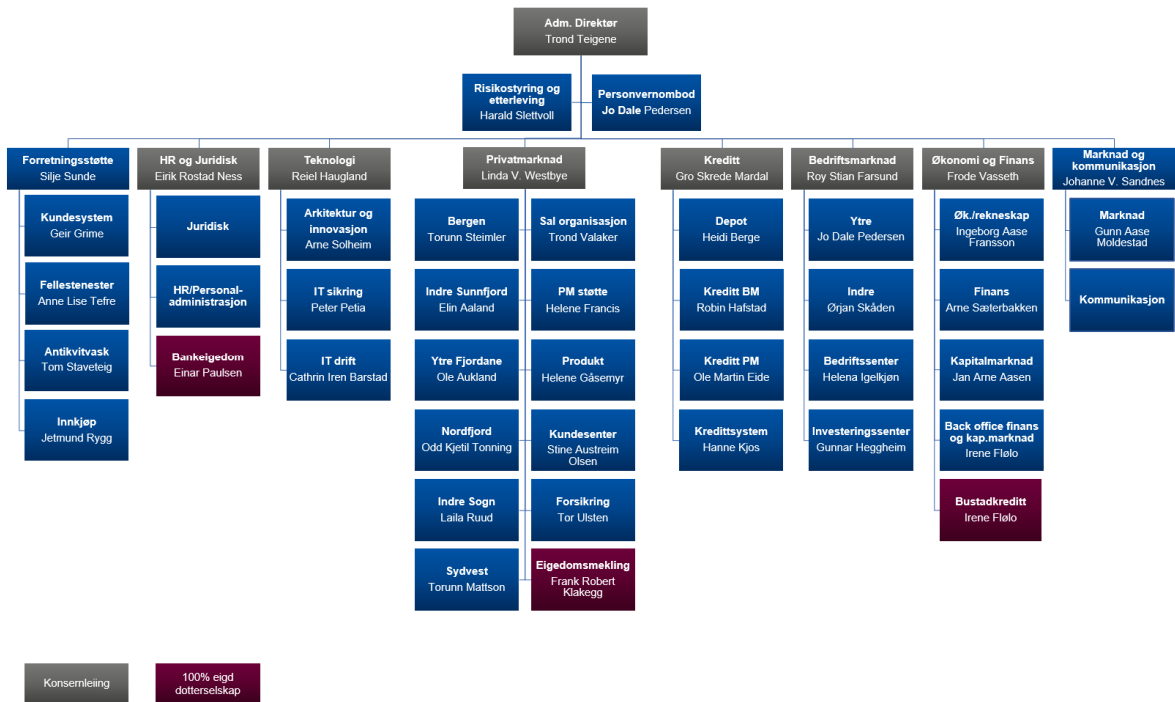 Adm. Direktør
Trond Teigene
Risikostyring og
etterleving
Harald Slettvoll
Personvernombod
Jo Dale Pedersen
Forretningsstøtte
Silje Sunde
HR og Juridisk
Eirik Rostad Ness
Teknologi
Reiel Haugland
Privatmarknad
Linda V. Westbye
Kreditt
Gro Skrede Mardal
Bedriftsmarknad
Roy Stian Farsund
Økonomi og Finans
Frode Vasseth
Marknad og
kommunikasjon
Johanne V. Sandnes
Kundesystem
Geir Grime
Fellestenester
Anne Lise Tefre
Antikvitvask
Tom Staveteig
Innkjøp
Jetmund Rygg
Juridisk
HR/Personal-
administrasjon
Bankeigedom
Einar Paulsen
Arkitektur og
innovasjon
Arne Solheim
IT sikring
Peter Petia
IT drift
Cathrin Iren Barstad
Bergen
Torunn Steimler
Indre Sunnfjord
Elin Aaland
Ytre Fjordane
Ole Aukland
Nordfjord
Odd Kjetil Tonning
Indre Sogn
Laila Ruud
Sydvest
Torunn Mattson
Sal organisasjon
Trond Valaker
PM støtte
Helene Francis
Produkt
Helene Gåsemyr
Kundesenter
Stine Austreim
Olsen
Forsikring
Tor Ulsten
Eigedomsmekling
Frank Robert
Klakegg
Depot
Heidi Berge
Kreditt BM
Robin Hafstad
Kreditt PM
Ole Martin Eide
Kredittsystem
Hanne Kjos
Ytre
Jo Dale Pedersen
Indre
Ørjan Skåden
Bedriftssenter
Helena Igelkjøn
Investeringssenter
Gunnar Heggheim
Øk./rekneskap
Ingeborg Aase
Fransson
Finans
Arne Sæterbakken
Kapitalmarknad
Jan Arne Aasen
Back office finans
og kap.marknad
Irene Flølo
Bustadkreditt
Irene Flølo
Marknad
Gunn Aase
Moldestad
Kommunikasjon
Konsernleiing
100% eigd
dotterselskap